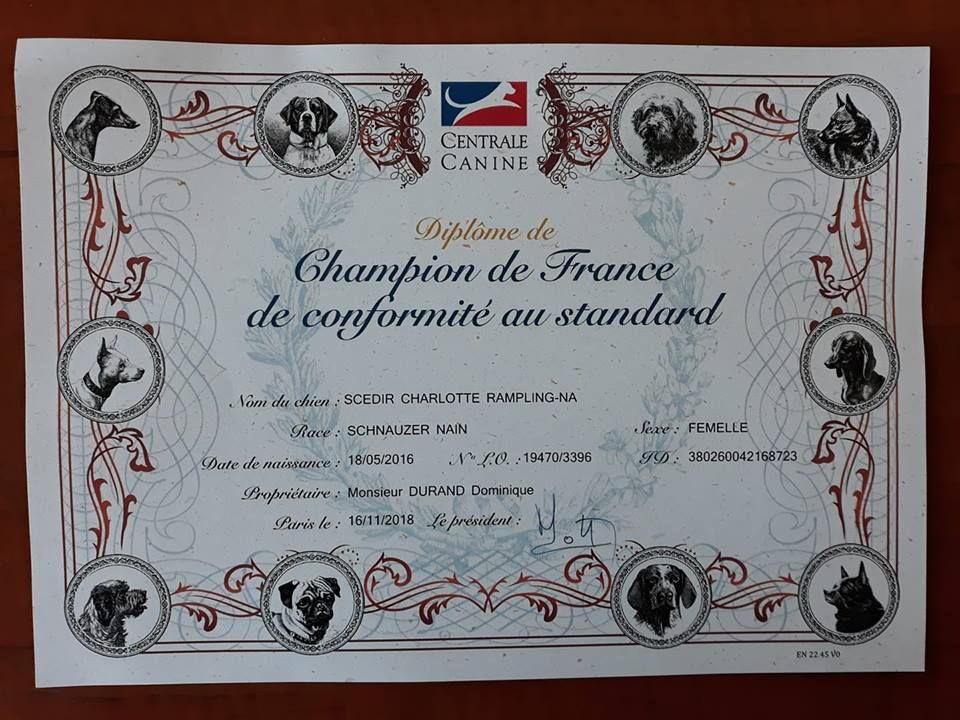 CENTRALE
CANINE
Diplôme de
Champion de France
de conformité au standard
Nom du chien : SCEDIR CHARLOTTE RAMPLING-NA
Race : SCHNAUZER NAIN Sexe : FEMELLE
Date de naissance : 18/05/2016 N° L.O. : 19470/3396 ID : 380260042168723
Propriétaire : Monsieur DURAND Dominique
Paris le : 16/11/2018 Le président :
EN 22.45 V0